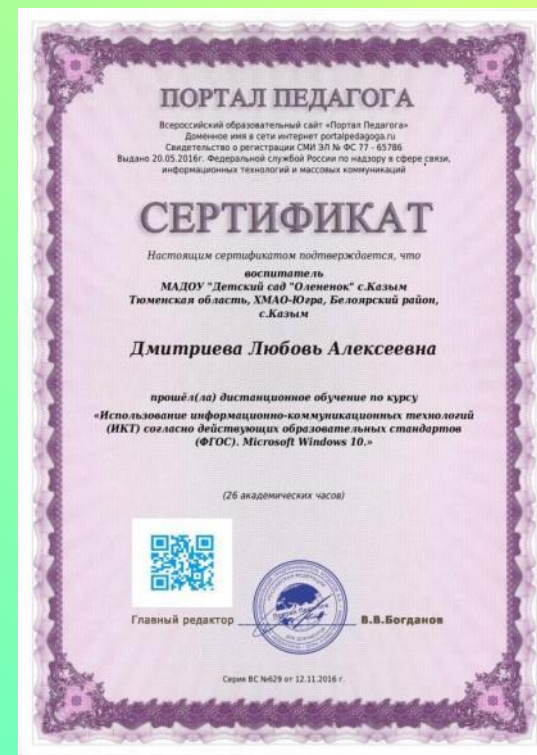 ПОРТАЛ ПЕДАГОГА
Всероссийский образовательный сайт «Портал Педагога»
Доменное имя в сети интернет portalpedagoga.ru
Свидетельство о регистрации СМИ ЭЛ № ФС 77 - 65786
Выдано 20.05.2016г. Федеральной службой России по надзору в сфере связи,
информационных технологий и массовых коммуникаций
СЕРТИФИКАТ
Настоящим сертификатом подтверждается, что
воспитатель
МАДОУ "Детский сад "Олененок" с.Казым
Тюменская область, ХМАО-Югра, Белоярский район,
с.Казым
Дмитриева Любовь Алексеевна
прошёл(ла) дистанционное обучение по курсу
«Использование информационно-коммуникационных технологий
(ИКТ) согласно действующих образовательных стандартов
(ФГОС). Microsoft Windows 10.»
(26 академических часов)
Главный редактор
В.В.Богданов
Портал Педагога
Серия ВС №629 от 12.11.2016 г.